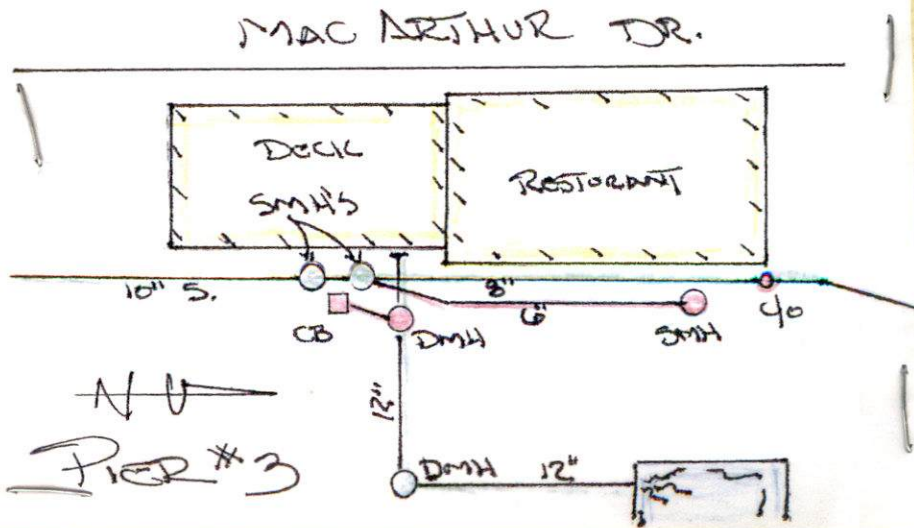 MAC ARTHUR DR.
DECK
SMH'S
RESTORANT
10" S.
8"
6"
CB
DMH
SMH
C/O
12"
N
PIER #3
DMH 12"